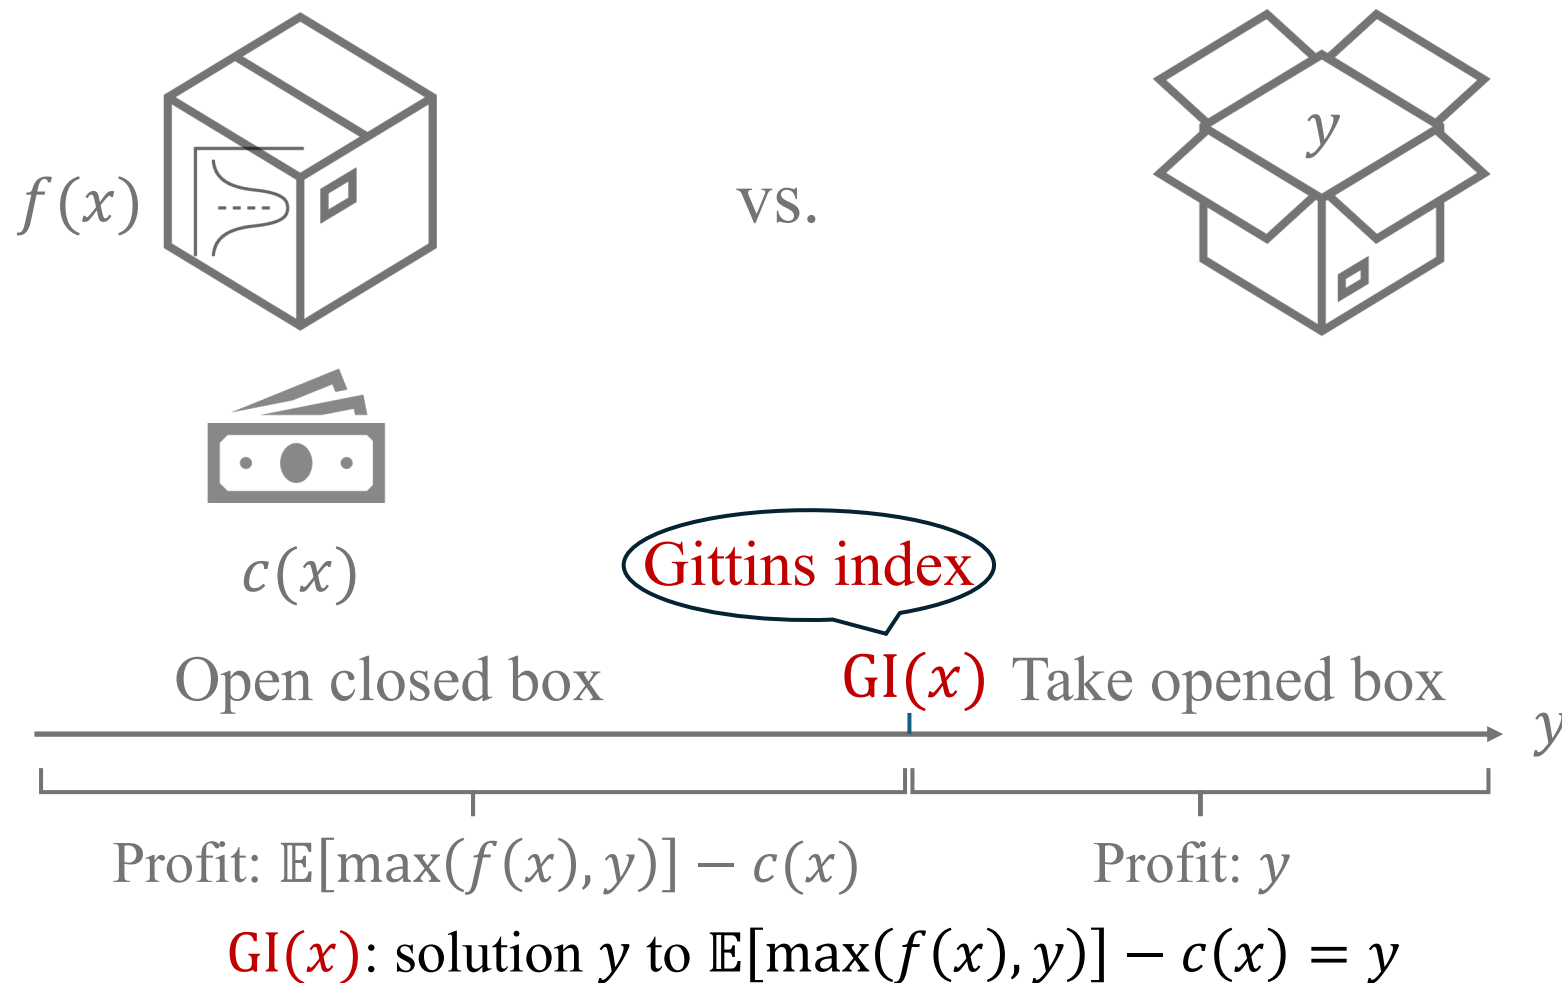 f(x)
vs.
y
c(x)
Gittins index
Open closed box
GI(x)
Take opened box
y
Profit: 𝔼[max(f(x), y)] − c(x)
Profit: y
GI(x): solution y to 𝔼[max(f(x), y)] − c(x) = y